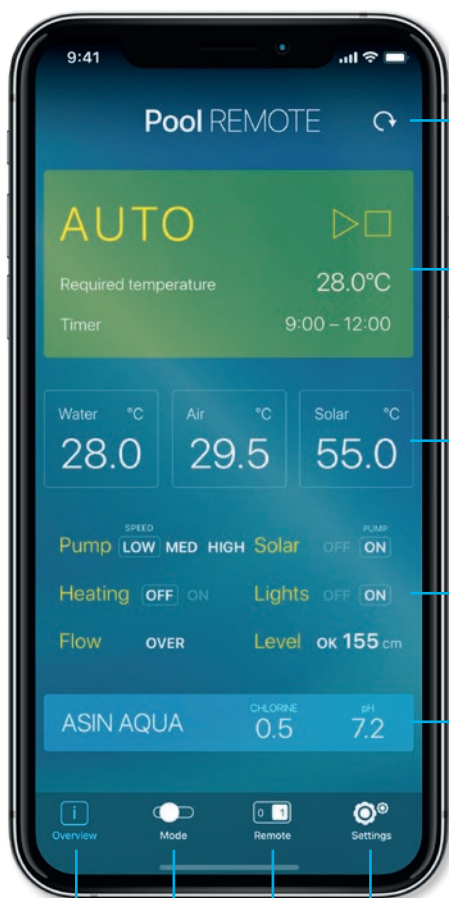 9:41
Pool REMOTE
AUTO
Required temperature 28.0°C
Timer 9:00 – 12:00
Water °C Air °C Solar °C
28.0 29.5 55.0
SPEED PUMP
Pump LOW MED HIGH Solar OFF ON
Heating OFF ON Lights OFF ON
Flow OVER Level OK 155 cm
CHLORINE pH
ASIN AQUA 0.5 7.2
i 0 1
Overview Mode Remote Settings